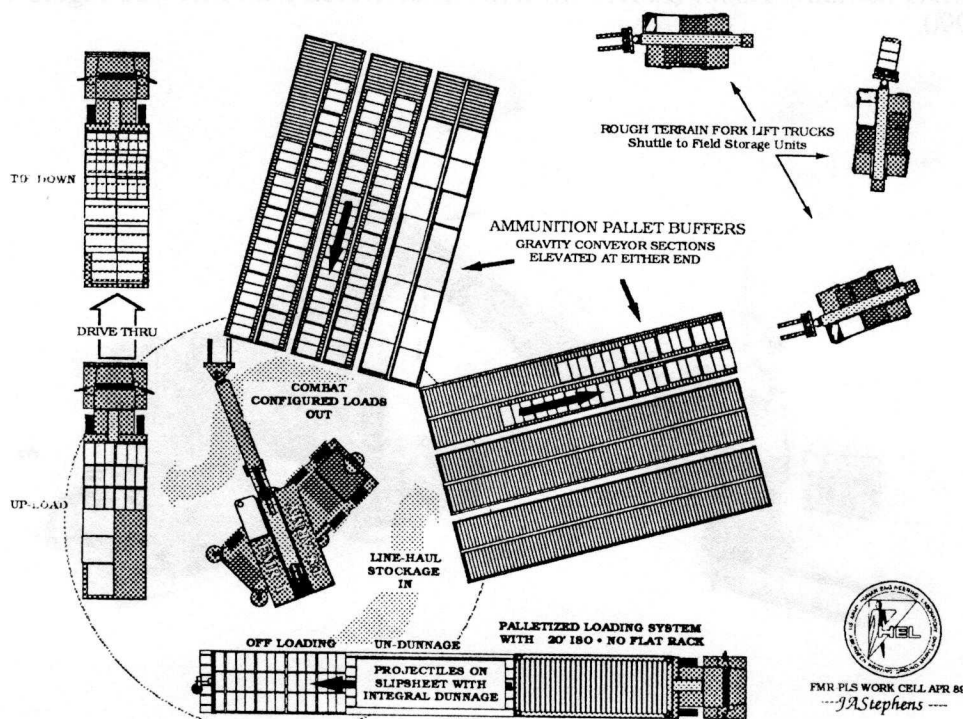 ROUGH TERRAIN FORK LIFT TRUCKS
Shuttle to Field Storage Units
TIE DOWN
AMMUNITION PALLET BUFFERS
GRAVITY CONVEYOR SECTIONS
ELEVATED AT EITHER END
DRIVE THRU
COMBAT
CONFIGURED LOADS
OUT
UP-LOAD
LINE-HAUL
STOCKAGE
IN
OFF LOADING
UN-DUNNAGE
PALLETIZED LOADING SYSTEM
WITH 20' ISO • NO FLAT RACK
PROJECTILES ON
SLIPSHEET WITH
INTEGRAL DUNNAGE
HEL
FMR PLS WORK CELL APR 89
JAStephens